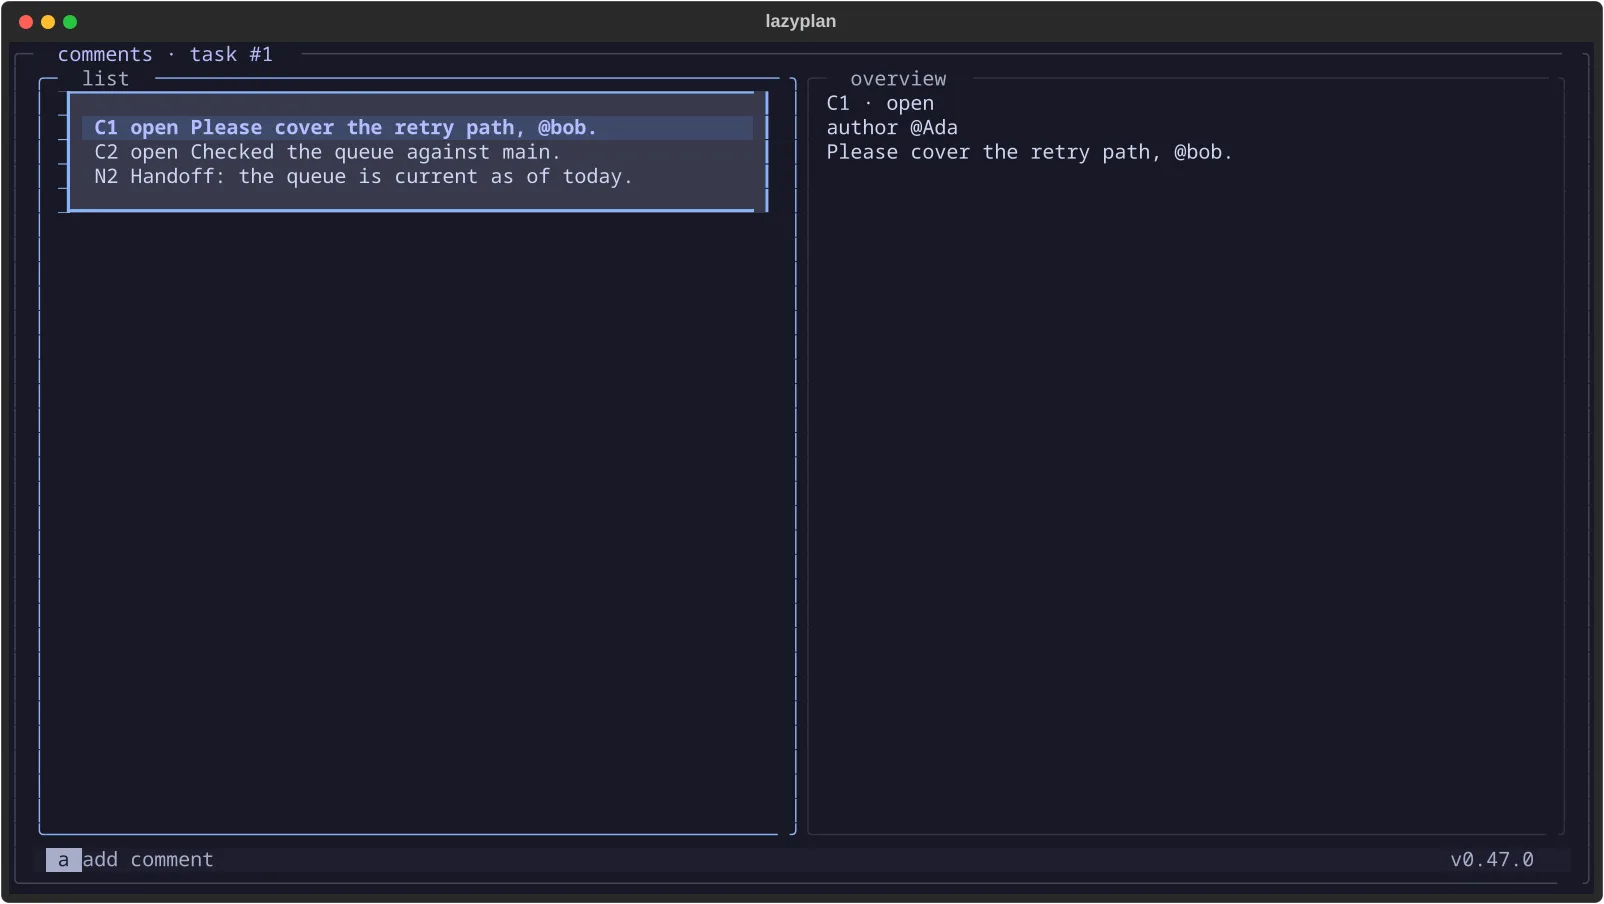 lazyplan
comments · task #1
list
C1 open Please cover the retry path, @bob.
C2 open Checked the queue against main.
N2 Handoff: the queue is current as of today.
overview
C1 · open
author @Ada
Please cover the retry path, @bob.
a add comment
v0.47.0